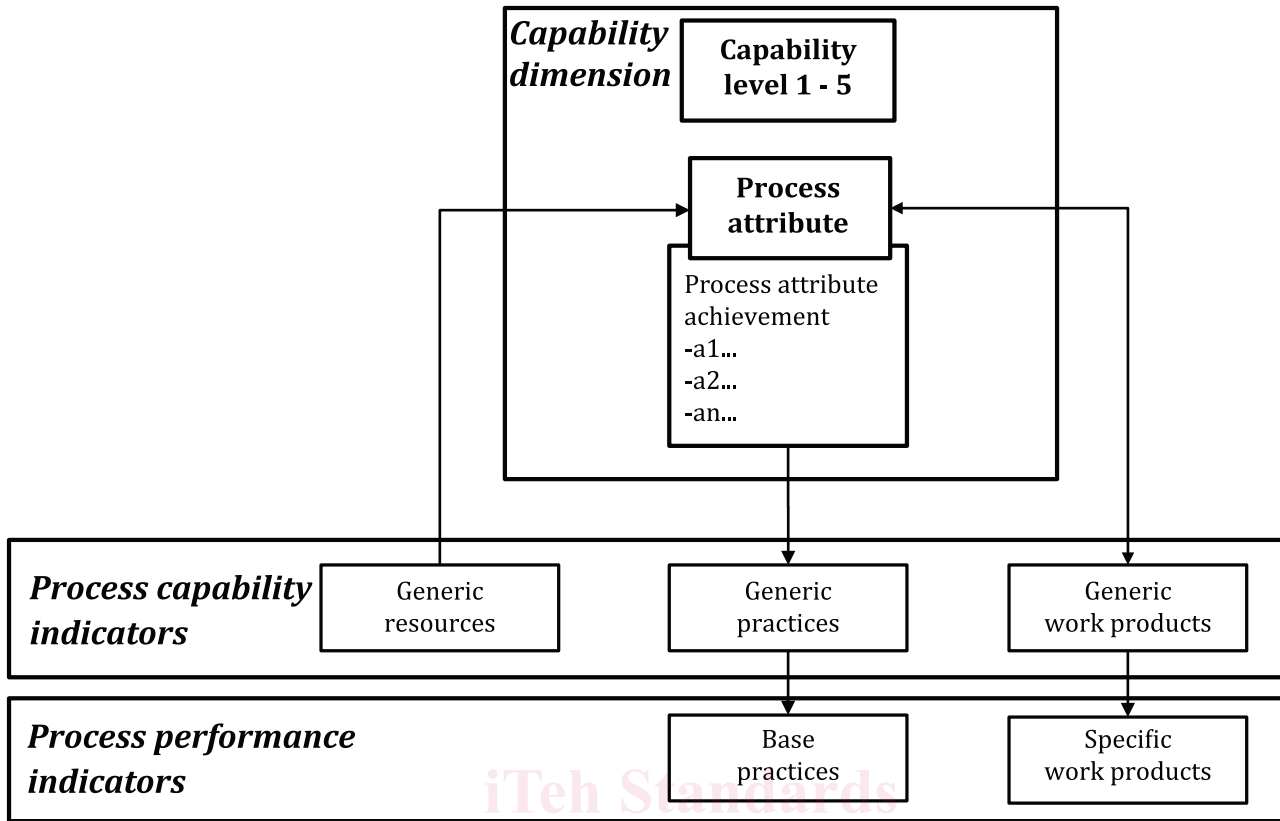 Capability
dimension
Capability
level 1 - 5
Process
attribute
Process attribute
achievement
-a1...
-a2...
-an...
Process capability
indicators
Generic
resources
Generic
practices
Generic
work products
Process performance
indicators
Base
practices
Specific
work products
iTeh Standards